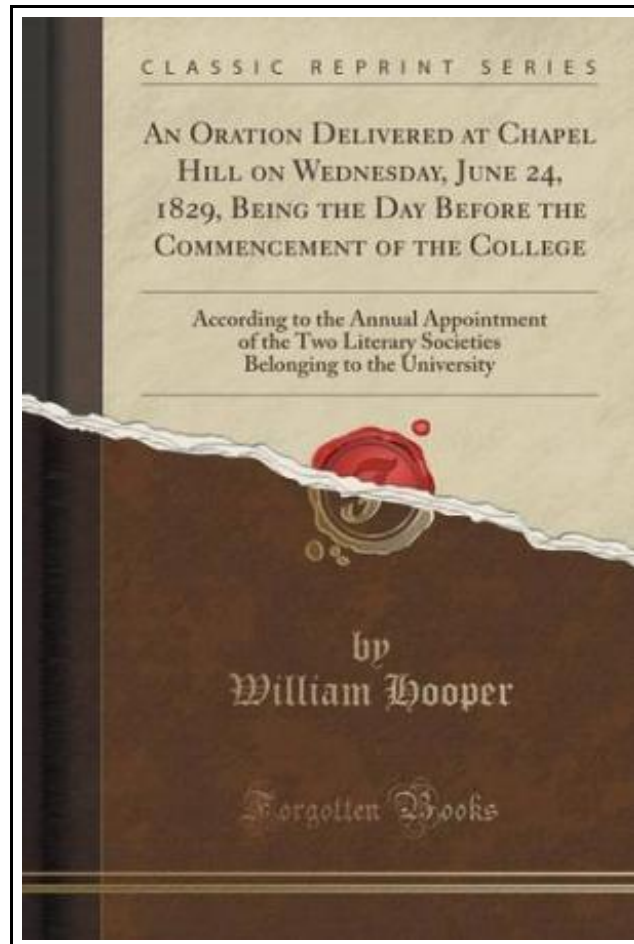 CLASSIC REPRINT SERIES
AN ORATION DELIVERED AT CHAPEL
HILL ON WEDNESDAY, JUNE 24,
1829, BEING THE DAY BEFORE THE
COMMENCEMENT OF THE COLLEGE
According to the Annual Appointment
of the Two Literary Societies
Belonging to the University
by
William Hooper
Forgotten Books